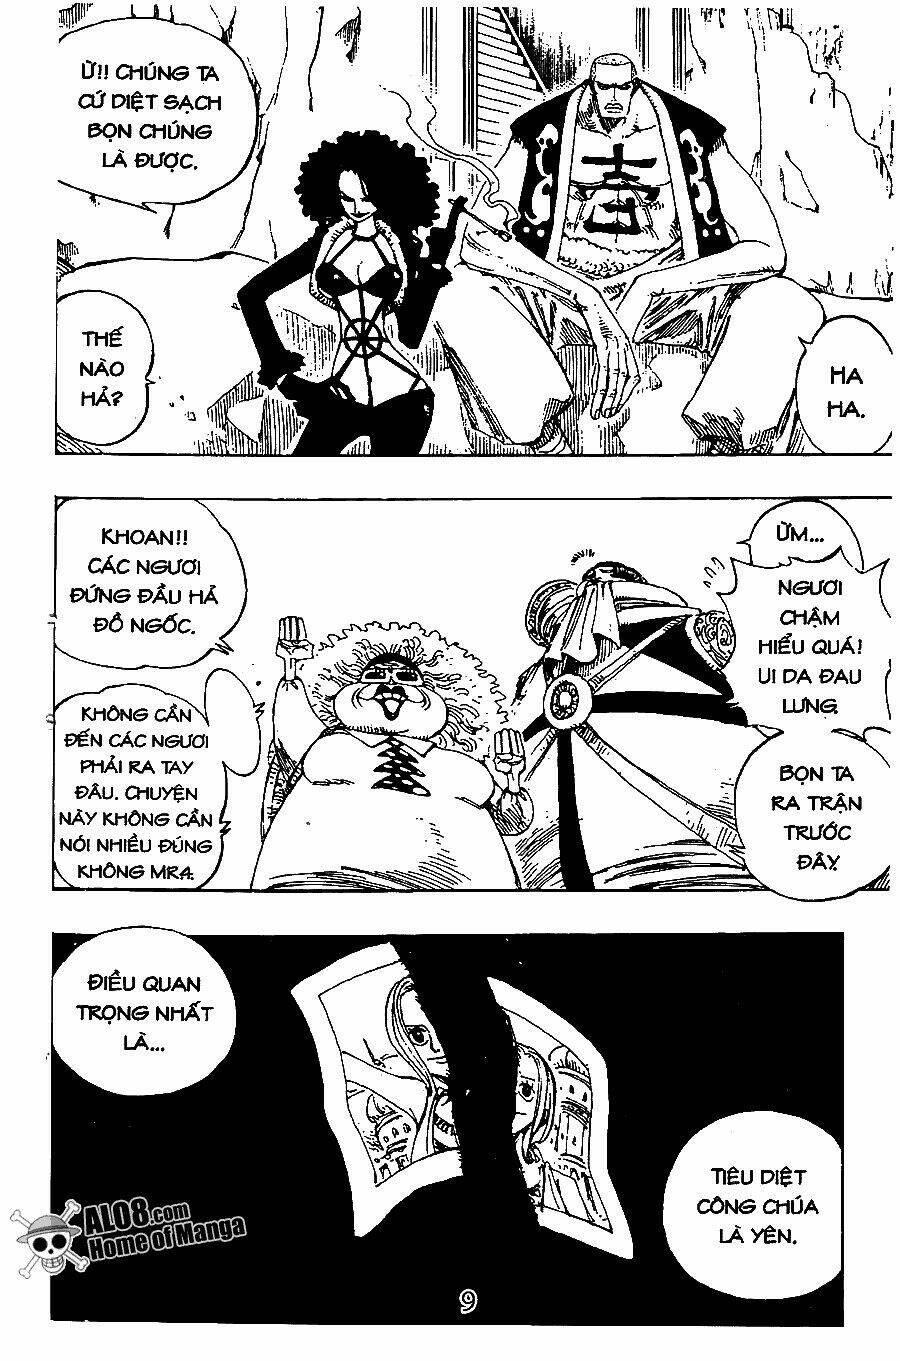 Ừ!! CHÚNG TA
CỨ DIỆT SẠCH
BỌN CHÚNG
LÀ ĐƯỢC.
THẾ
NÀO
HẢ?
HA
HA.
KHOAN!!
CÁC NGƯƠI
ĐỨNG ĐẦU HẢ
ĐỒ NGỐC.
ỪM...
NGƯƠI
CHẬM
HIỂU QUÁ!
UI DA ĐAU
LƯNG.
KHÔNG CẦN
ĐẾN CÁC NGƯƠI
PHẢI RA TAY
ĐÂU. CHUYỆN
NÀY KHÔNG CẦN
NÓI NHIỀU ĐÚNG
KHÔNG MR4.
BỌN TA
RA TRẬN
TRƯỚC
ĐÂY.
ĐIỀU QUAN
TRỌNG NHẤT
LÀ...
TIÊU DIỆT
CÔNG CHÚA
LÀ YÊN.
ALO8.com
Home of Manga
9